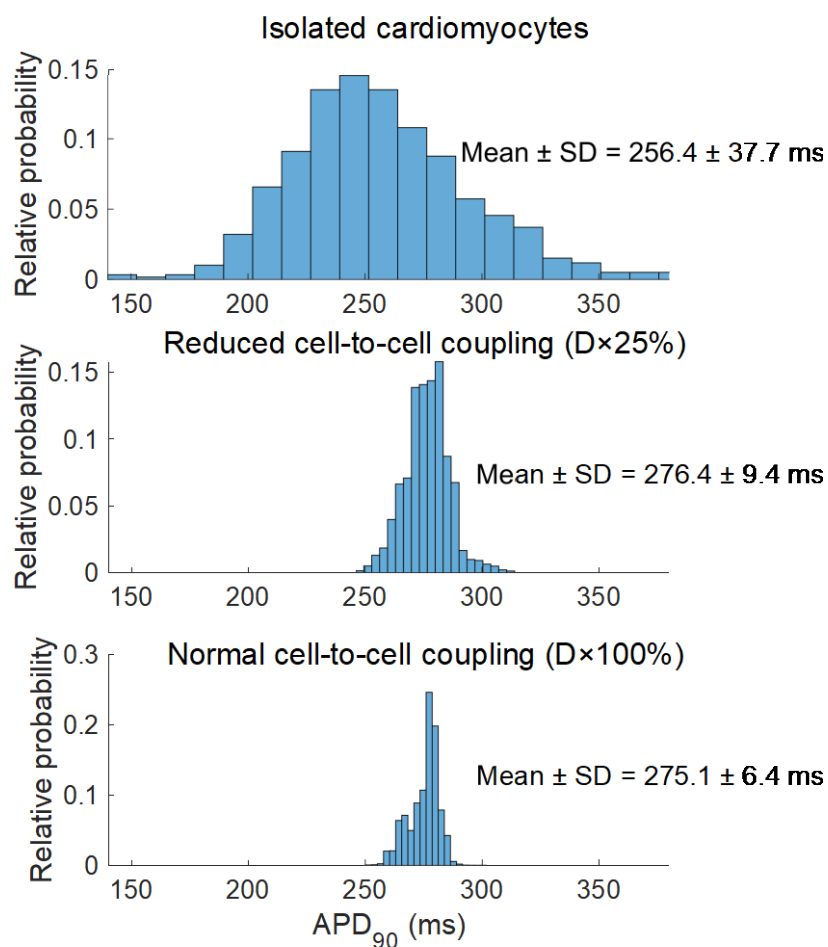 Isolated cardiomyocytes
0.15
0.1
0.05
0
Relative probability
Mean ± SD = 256.4 ± 37.7 ms
150 200 250 300 350
Reduced cell-to-cell coupling (D×25%)
0.15
0.1
0.05
0
Relative probability
Mean ± SD = 276.4 ± 9.4 ms
150 200 250 300 350
Normal cell-to-cell coupling (D×100%)
0.3
0.2
0.1
0
Relative probability
Mean ± SD = 275.1 ± 6.4 ms
150 200 250 300 350
APD90 (ms)